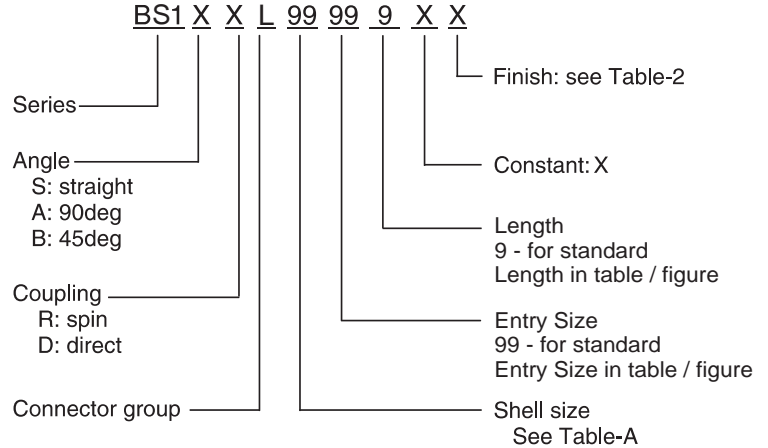 BS1 X X L 99 99 9 X X
Finish: see Table-2
Series
Angle
S: straight
A: 90deg
B: 45deg
Constant: X
Length
9 - for standard
Length in table / figure
Coupling
R: spin
D: direct
Entry Size
99 - for standard
Entry Size in table / figure
Connector group
Shell size
See Table-A